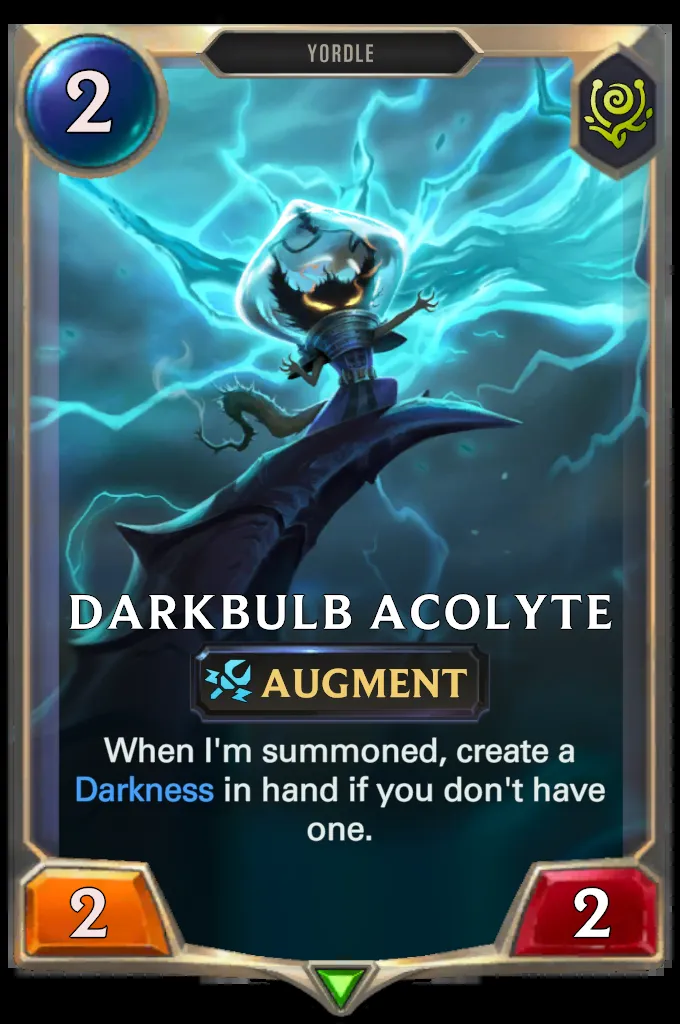 YORDLE
2
DARKBULB ACOLYTE
AUGMENT
When I'm summoned, create a
Darkness in hand if you don't have
one.
2
2